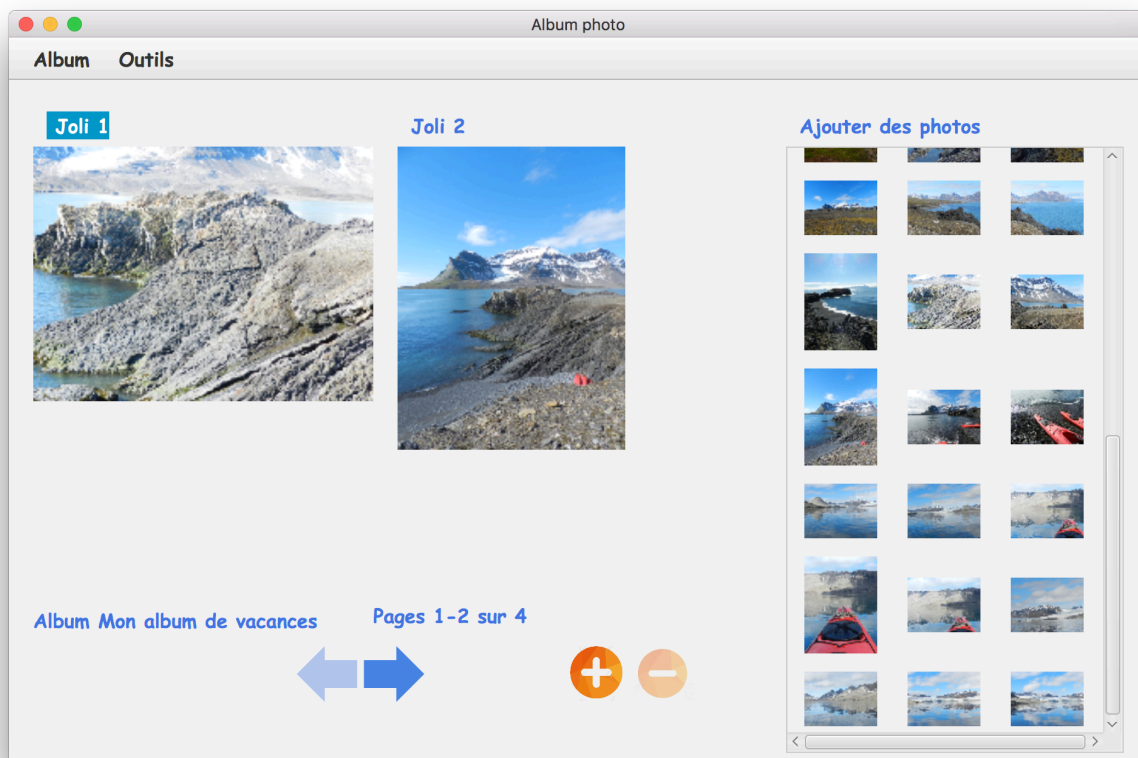 Album photo
Album Outils
Joli 1
Joli 2
Ajouter des photos
Album Mon album de vacances
Pages 1-2 sur 4